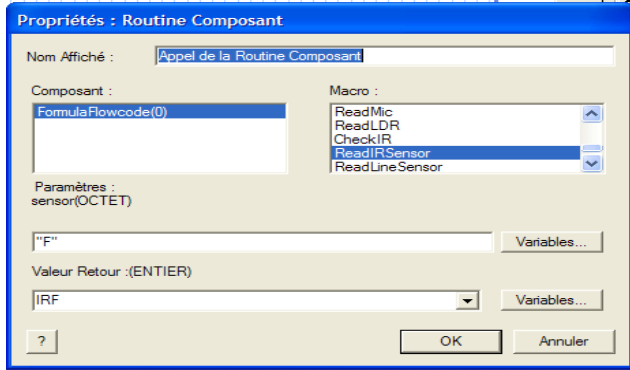 Propriétés : Routine Composant
Nom Affiché : Appel de la Routine Composant
Composant : Macro :
FormulaFlowcode(0)
ReadMic
ReadLDR
CheckIR
ReadIRSensor
ReadLineSensor
Paramètres :
sensor(OCTET)
"F" Variables...
Valeur Retour :(ENTIER)
IRF Variables...
? OK Annuler